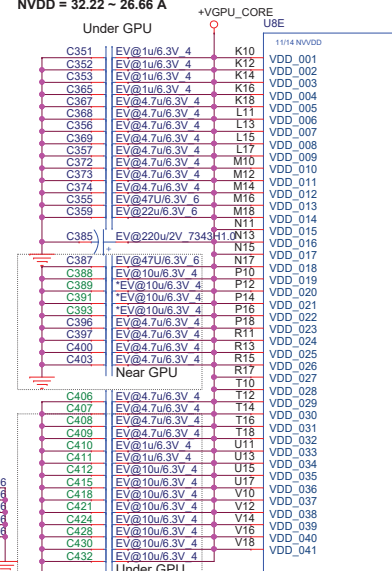 NVDD = 32.22 ~ 26.66 A
+VGPU_CORE
Under GPU
U8E
11/14 NVVDD
C351 EV@1u/6.3V_4 K10 VDD_001
C352 EV@1u/6.3V_4 K12 VDD_002
C353 EV@1u/6.3V_4 K14 VDD_003
C365 EV@1u/6.3V_4 K16 VDD_004
C367 EV@4.7u/6.3V_4 K18 VDD_005
C368 EV@4.7u/6.3V_4 L11 VDD_006
C356 EV@4.7u/6.3V_4 L13 VDD_007
C369 EV@4.7u/6.3V_4 L15 VDD_008
C357 EV@4.7u/6.3V_4 L17 VDD_009
C372 EV@4.7u/6.3V_4 M10 VDD_010
C373 EV@4.7u/6.3V_4 M12 VDD_011
C374 EV@4.7u/6.3V_4 M14 VDD_012
C355 EV@47U/6.3V_6 M16 VDD_013
C359 EV@22u/6.3V_6 M18 VDD_014
N11 VDD_015
C385 + EV@220u/2V_7343H1.0 N13 VDD_016
N15 VDD_017
C387 EV@47U/6.3V_6 N17 VDD_018
C388 EV@10u/6.3V_4 P10 VDD_019
C389 *EV@10u/6.3V_4 P12 VDD_020
C391 *EV@10u/6.3V_4 P14 VDD_021
C393 *EV@10u/6.3V_4 P16 VDD_022
C396 EV@4.7u/6.3V_4 P18 VDD_023
C397 EV@4.7u/6.3V_4 R11 VDD_024
C400 EV@4.7u/6.3V_4 R13 VDD_025
C403 EV@4.7u/6.3V_4 R15 VDD_026
Near GPU R17 VDD_027
T10 VDD_028
C406 EV@4.7u/6.3V_4 T12 VDD_029
C407 EV@4.7u/6.3V_4 T14 VDD_030
C408 EV@4.7u/6.3V_4 T16 VDD_031
C409 EV@4.7u/6.3V_4 T18 VDD_032
C410 EV@1u/6.3V_4 U11 VDD_033
C411 EV@1u/6.3V_4 U13 VDD_034
C412 EV@10u/6.3V_4 U15 VDD_035
C415 EV@10u/6.3V_4 U17 VDD_036
C418 EV@10u/6.3V_4 V10 VDD_037
C421 EV@10u/6.3V_4 V12 VDD_038
C424 EV@10u/6.3V_4 V14 VDD_039
C428 EV@10u/6.3V_4 V16 VDD_040
C430 EV@10u/6.3V_4 V18 VDD_041
C432 EV@10u/6.3V_4
Under GPU